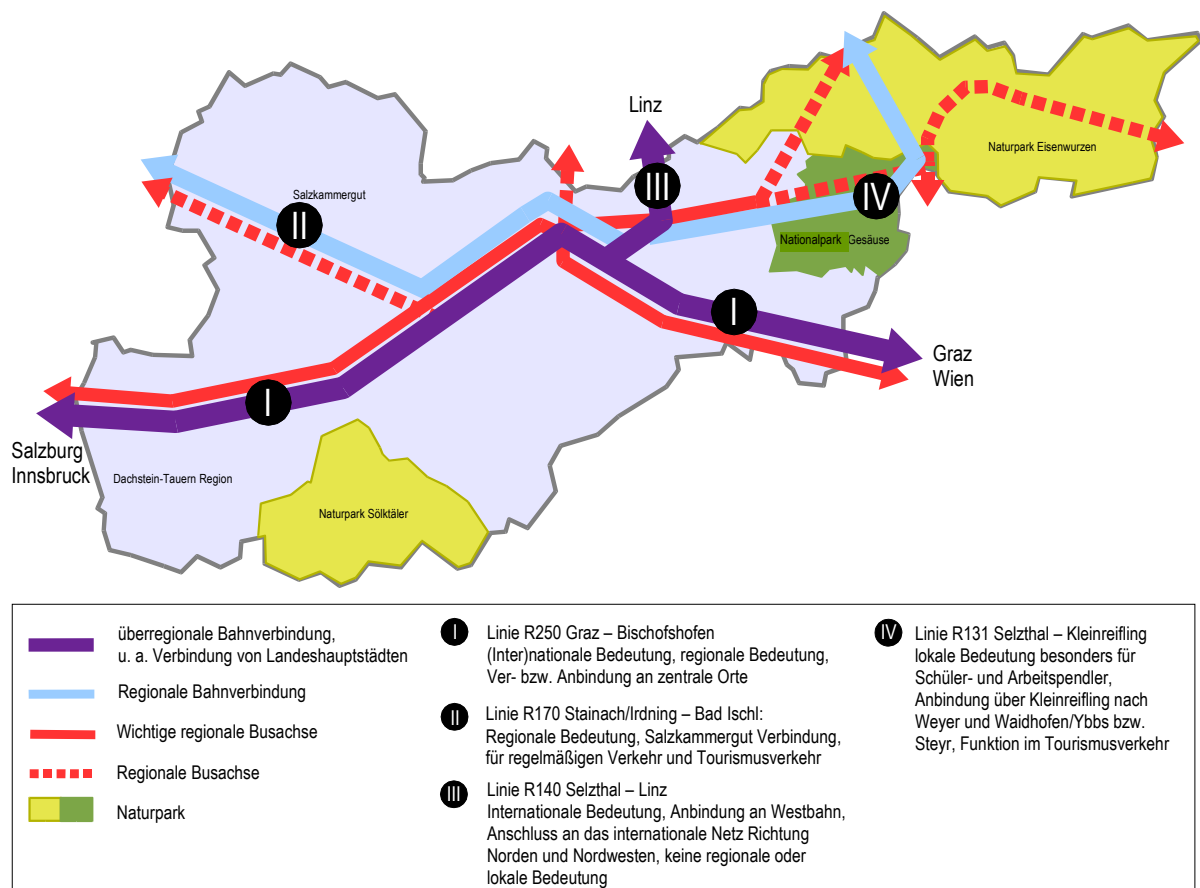 Linz
III
Naturpark Eisenwurzen
IV
Salzkammergut
II
Nationalpark Gesäuse
I
Graz
Wien
I
Salzburg
Innsbruck
Dachstein-Tauern Region
Naturpark Sölktäler
überregionale Bahnverbindung,
u. a. Verbindung von Landeshauptstädten
Regionale Bahnverbindung
Wichtige regionale Busachse
Regionale Busachse
Naturpark
I
Linie R250 Graz – Bischofshofen
(Inter)nationale Bedeutung, regionale Bedeutung,
Ver- bzw. Anbindung an zentrale Orte
II
Linie R170 Stainach/Irdning – Bad Ischl:
Regionale Bedeutung, Salzkammergut Verbindung,
für regelmäßigen Verkehr und Tourismusverkehr
III
Linie R140 Selzthal – Linz
Internationale Bedeutung, Anbindung an Westbahn,
Anschluss an das internationale Netz Richtung
Norden und Nordwesten, keine regionale oder
lokale Bedeutung
IV
Linie R131 Selzthal – Kleinreifling
lokale Bedeutung besonders für
Schüler- und Arbeitspendler,
Anbindung über Kleinreifling nach
Weyer und Waidhofen/Ybbs bzw.
Steyr, Funktion im Tourismusverkehr